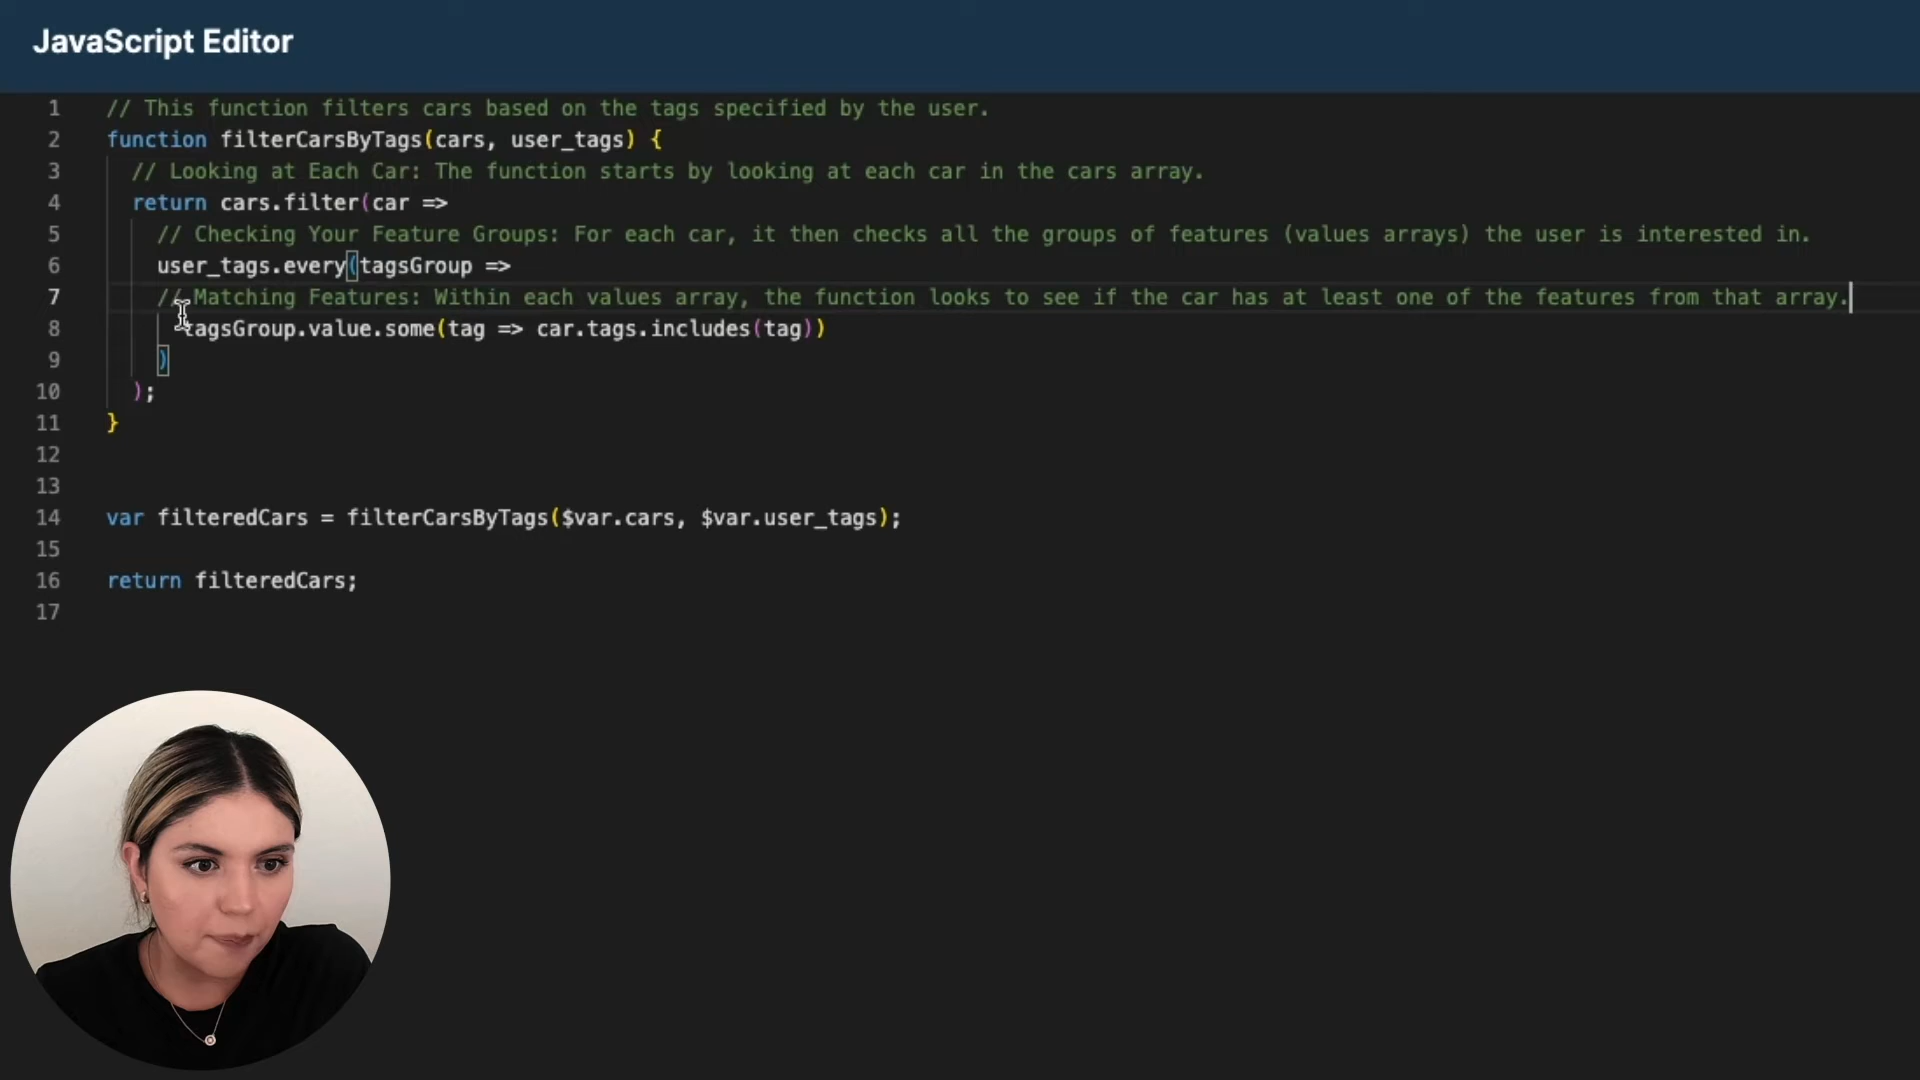 JavaScript Editor
1 // This function filters cars based on the tags specified by the user.
2 function filterCarsByTags(cars, user_tags) {
3 // Looking at Each Car: The function starts by looking at each car in the cars array.
4 return cars.filter(car =>
5 // Checking Your Feature Groups: For each car, it then checks all the groups of features (values arrays) the user is interested in.
6 user_tags.every(tagsGroup =>
7 // Matching Features: Within each values array, the function looks to see if the car has at least one of the features from that array.
8 tagsGroup.value.some(tag => car.tags.includes(tag))
9 )
10 );
11 }
12
13
14 var filteredCars = filterCarsByTags($var.cars, $var.user_tags);
15
16 return filteredCars;
17